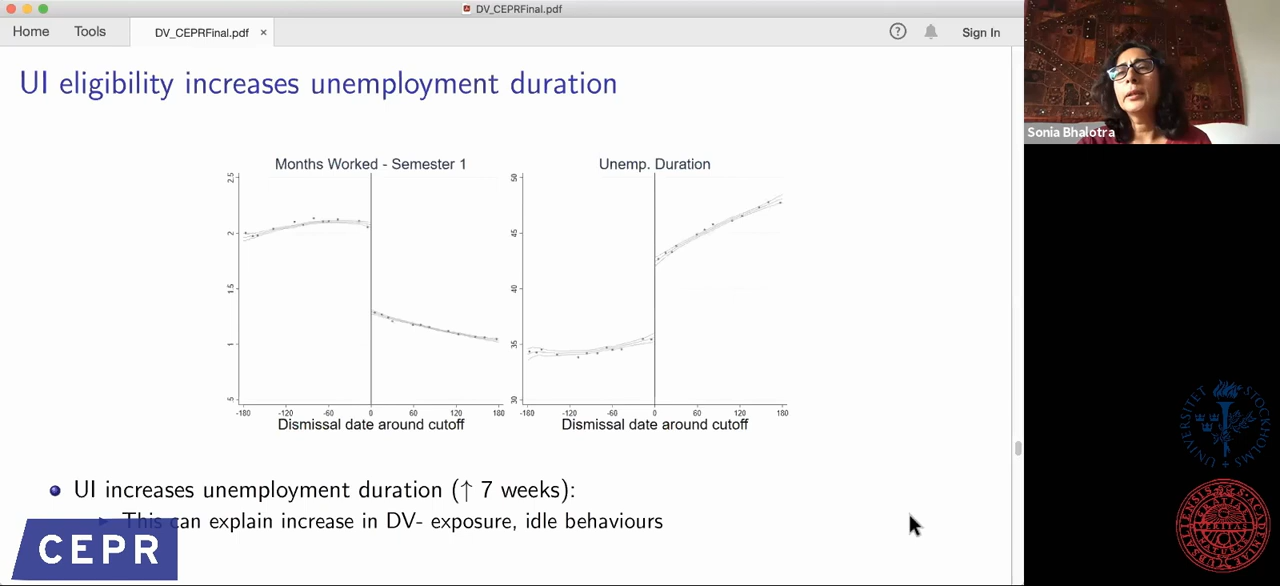 DV_CEPRFinal.pdf
Home Tools DV_CEPRFinal.pdf × ? Sign In
UI eligibility increases unemployment duration
Sonia Bhalotra
Months Worked - Semester 1
2.5
2
1.5
1
.5
-180 -120 -60 0 60 120 180
Dismissal date around cutoff
Unemp. Duration
50
45
40
35
30
-180 -120 -60 0 60 120 180
Dismissal date around cutoff
UI increases unemployment duration (↑ 7 weeks):
This can explain increase in DV- exposure, idle behaviours
CEPR